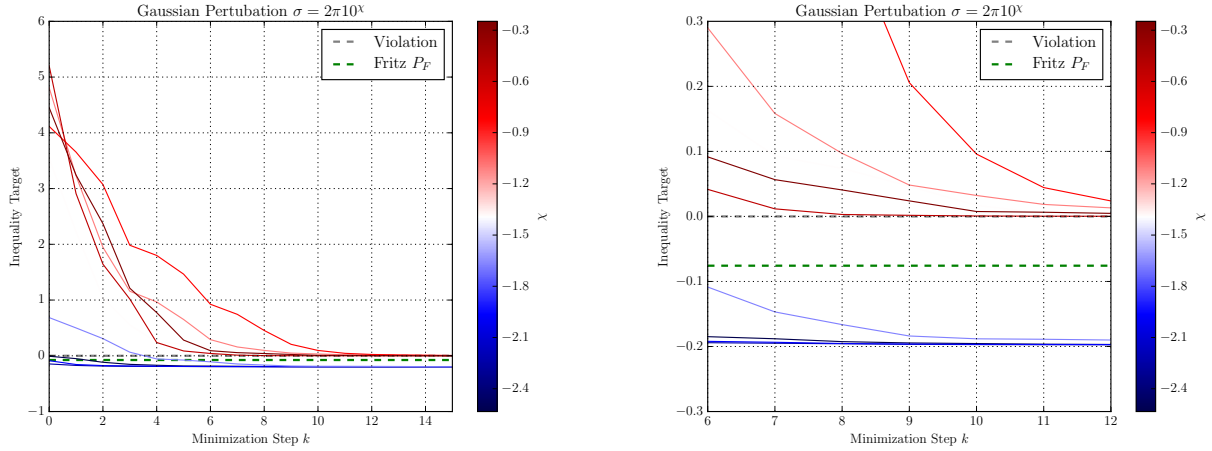 Gaussian Pertubation σ = 2π10^χ
Violation
Fritz P_F
6
5
4
3
2
1
0
−1
0 2 4 6 8 10 12 14
Inequality Target
Minimization Step k
−0.3
−0.6
−0.9
−1.2
−1.5
−1.8
−2.1
−2.4
χ
Gaussian Pertubation σ = 2π10^χ
Violation
Fritz P_F
0.3
0.2
0.1
0.0
−0.1
−0.2
−0.3
6 7 8 9 10 11 12
Inequality Target
Minimization Step k
−0.3
−0.6
−0.9
−1.2
−1.5
−1.8
−2.1
−2.4
χ